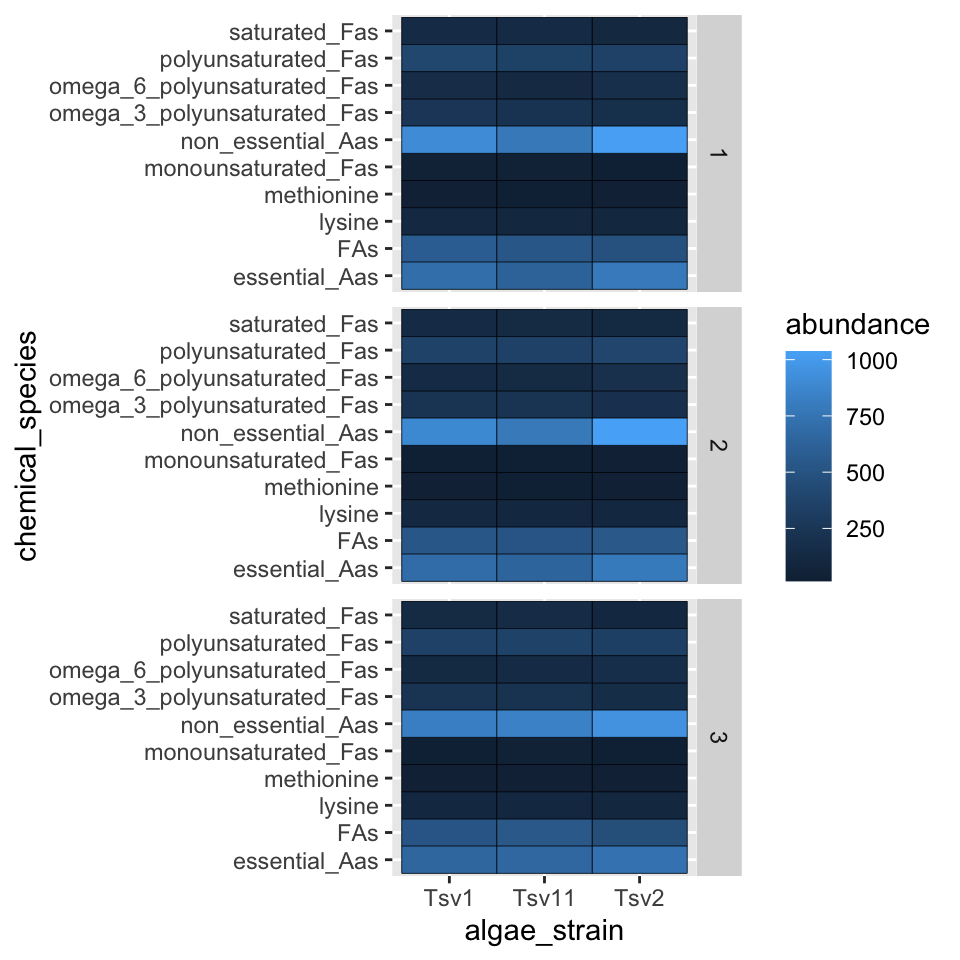 saturated_Fas
polyunsaturated_Fas
omega_6_polyunsaturated_Fas
omega_3_polyunsaturated_Fas
non_essential_Aas
monounsaturated_Fas
methionine
lysine
FAs
essential_Aas
1
saturated_Fas
polyunsaturated_Fas
omega_6_polyunsaturated_Fas
omega_3_polyunsaturated_Fas
non_essential_Aas
monounsaturated_Fas
methionine
lysine
FAs
essential_Aas
2
saturated_Fas
polyunsaturated_Fas
omega_6_polyunsaturated_Fas
omega_3_polyunsaturated_Fas
non_essential_Aas
monounsaturated_Fas
methionine
lysine
FAs
essential_Aas
3
chemical_species
Tsv1 Tsv11 Tsv2
algae_strain
abundance
1000
750
500
250